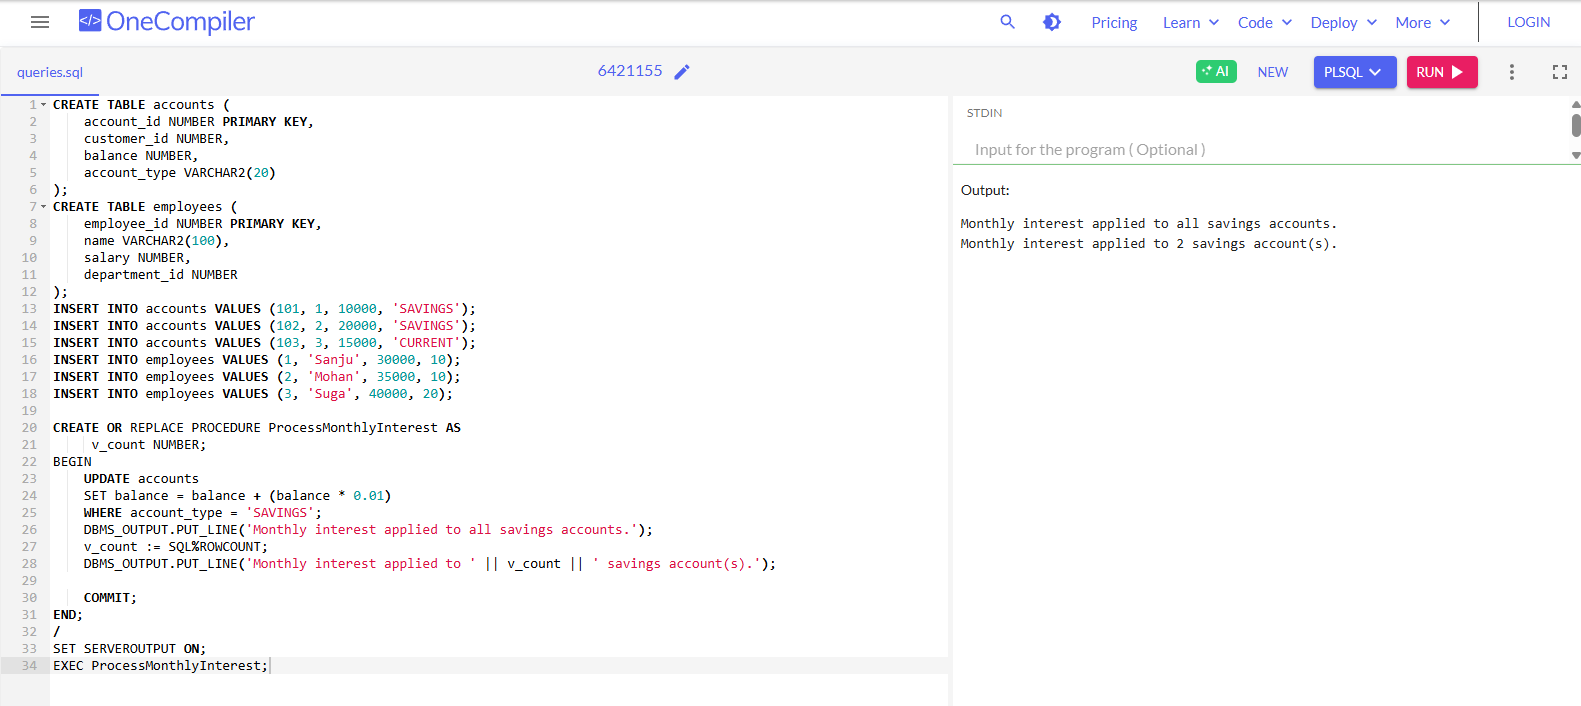 OneCompiler
Pricing
Learn
Code
Deploy
More
LOGIN
queries.sql
6421155
AI
NEW
PLSQL
RUN
1 CREATE TABLE accounts (
2     account_id NUMBER PRIMARY KEY,
3     customer_id NUMBER,
4     balance NUMBER,
5     account_type VARCHAR2(20)
6 );
7 CREATE TABLE employees (
8     employee_id NUMBER PRIMARY KEY,
9     name VARCHAR2(100),
10     salary NUMBER,
11     department_id NUMBER
12 );
13 INSERT INTO accounts VALUES (101, 1, 10000, 'SAVINGS');
14 INSERT INTO accounts VALUES (102, 2, 20000, 'SAVINGS');
15 INSERT INTO accounts VALUES (103, 3, 15000, 'CURRENT');
16 INSERT INTO employees VALUES (1, 'Sanju', 30000, 10);
17 INSERT INTO employees VALUES (2, 'Mohan', 35000, 10);
18 INSERT INTO employees VALUES (3, 'Suga', 40000, 20);
19
20 CREATE OR REPLACE PROCEDURE ProcessMonthlyInterest AS
21      v_count NUMBER;
22 BEGIN
23     UPDATE accounts
24     SET balance = balance + (balance * 0.01)
25     WHERE account_type = 'SAVINGS';
26     DBMS_OUTPUT.PUT_LINE('Monthly interest applied to all savings accounts.');
27     v_count := SQL%ROWCOUNT;
28     DBMS_OUTPUT.PUT_LINE('Monthly interest applied to ' || v_count || ' savings account(s).');
29
30     COMMIT;
31 END;
32 /
33 SET SERVEROUTPUT ON;
34 EXEC ProcessMonthlyInterest;
STDIN
Input for the program ( Optional )
Output:
Monthly interest applied to all savings accounts.
Monthly interest applied to 2 savings account(s).